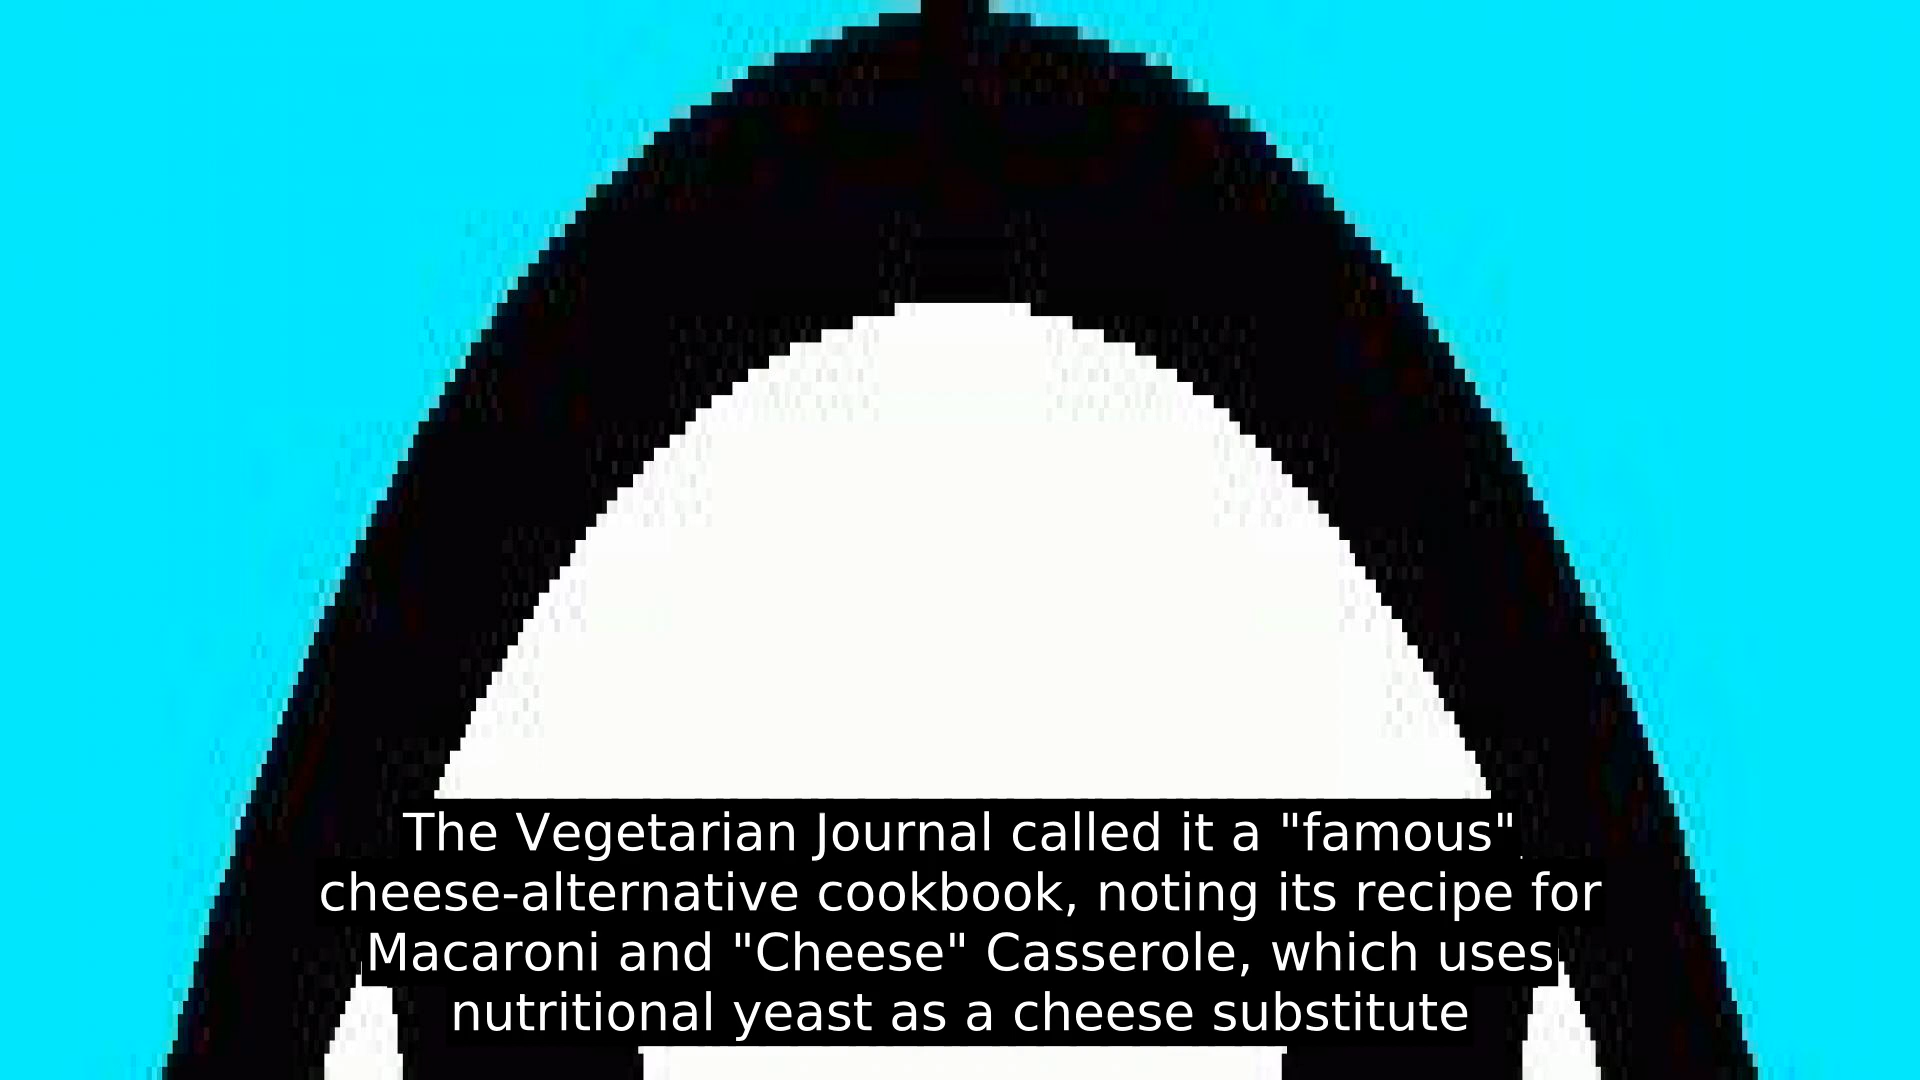 The Vegetarian Journal called it a "famous"
cheese-alternative cookbook, noting its recipe for
Macaroni and "Cheese" Casserole, which uses
nutritional yeast as a cheese substitute